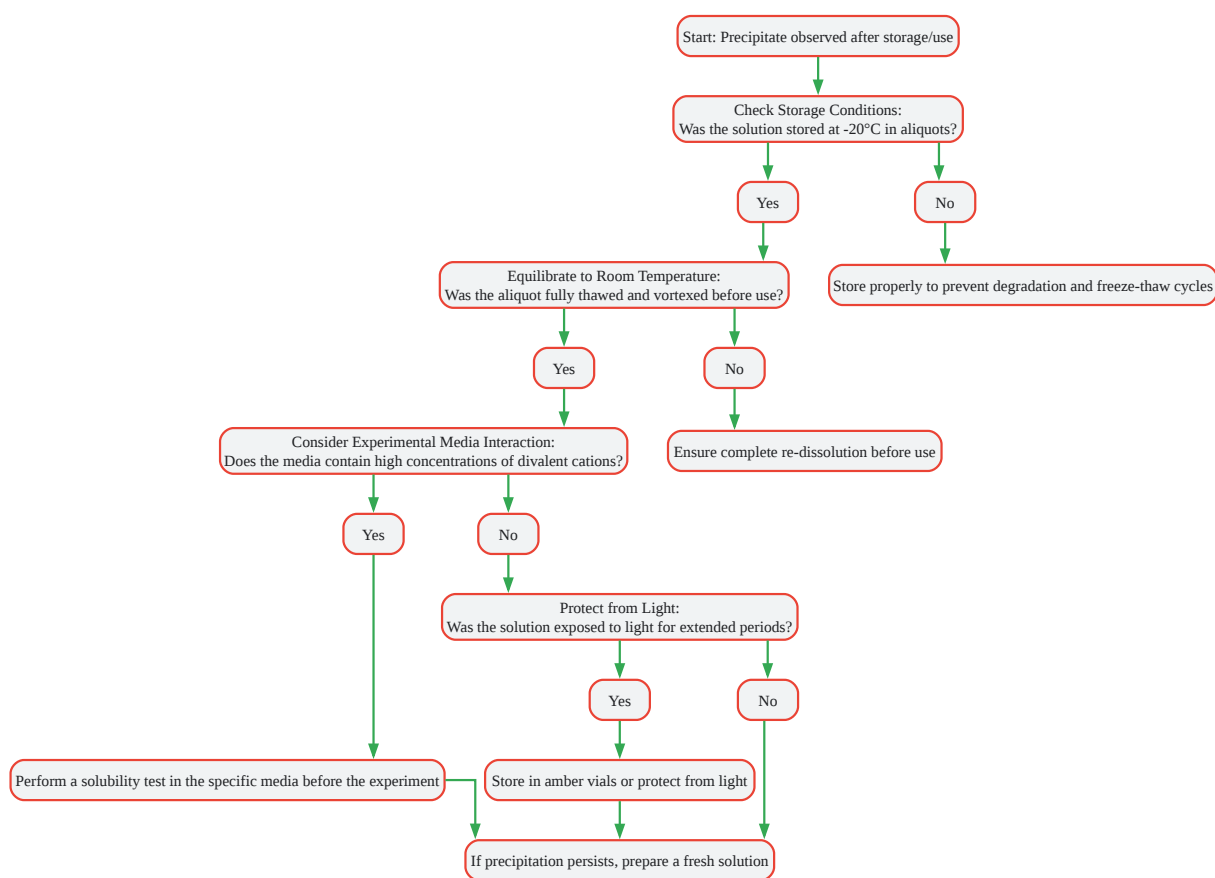 Start: Precipitate observed after storage/use
Check Storage Conditions:
Was the solution stored at -20°C in aliquots?
Yes
No
Equilibrate to Room Temperature:
Was the aliquot fully thawed and vortexed before use?
Store properly to prevent degradation and freeze-thaw cycles
Yes
No
Consider Experimental Media Interaction:
Does the media contain high concentrations of divalent cations?
Ensure complete re-dissolution before use
Yes
No
Protect from Light:
Was the solution exposed to light for extended periods?
Yes
No
Perform a solubility test in the specific media before the experiment
Store in amber vials or protect from light
If precipitation persists, prepare a fresh solution